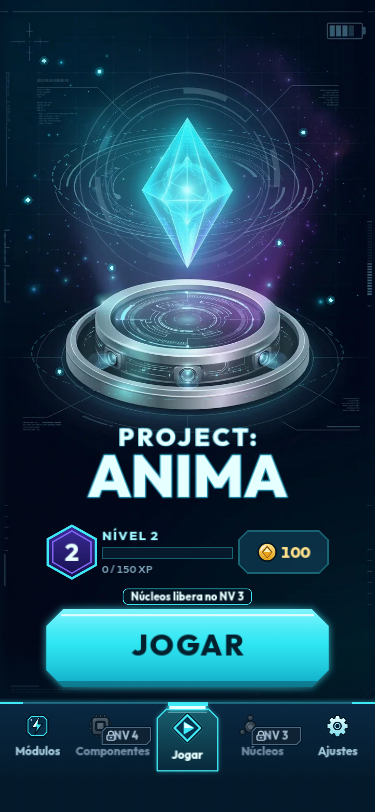 PROJECT:
ANIMA
2
NÍVEL 2
0 / 150 XP
100
Núcleos libera no NV 3
JOGAR
NV 4
NV 3
Módulos
Componentes
Jogar
Núcleos
Ajustes